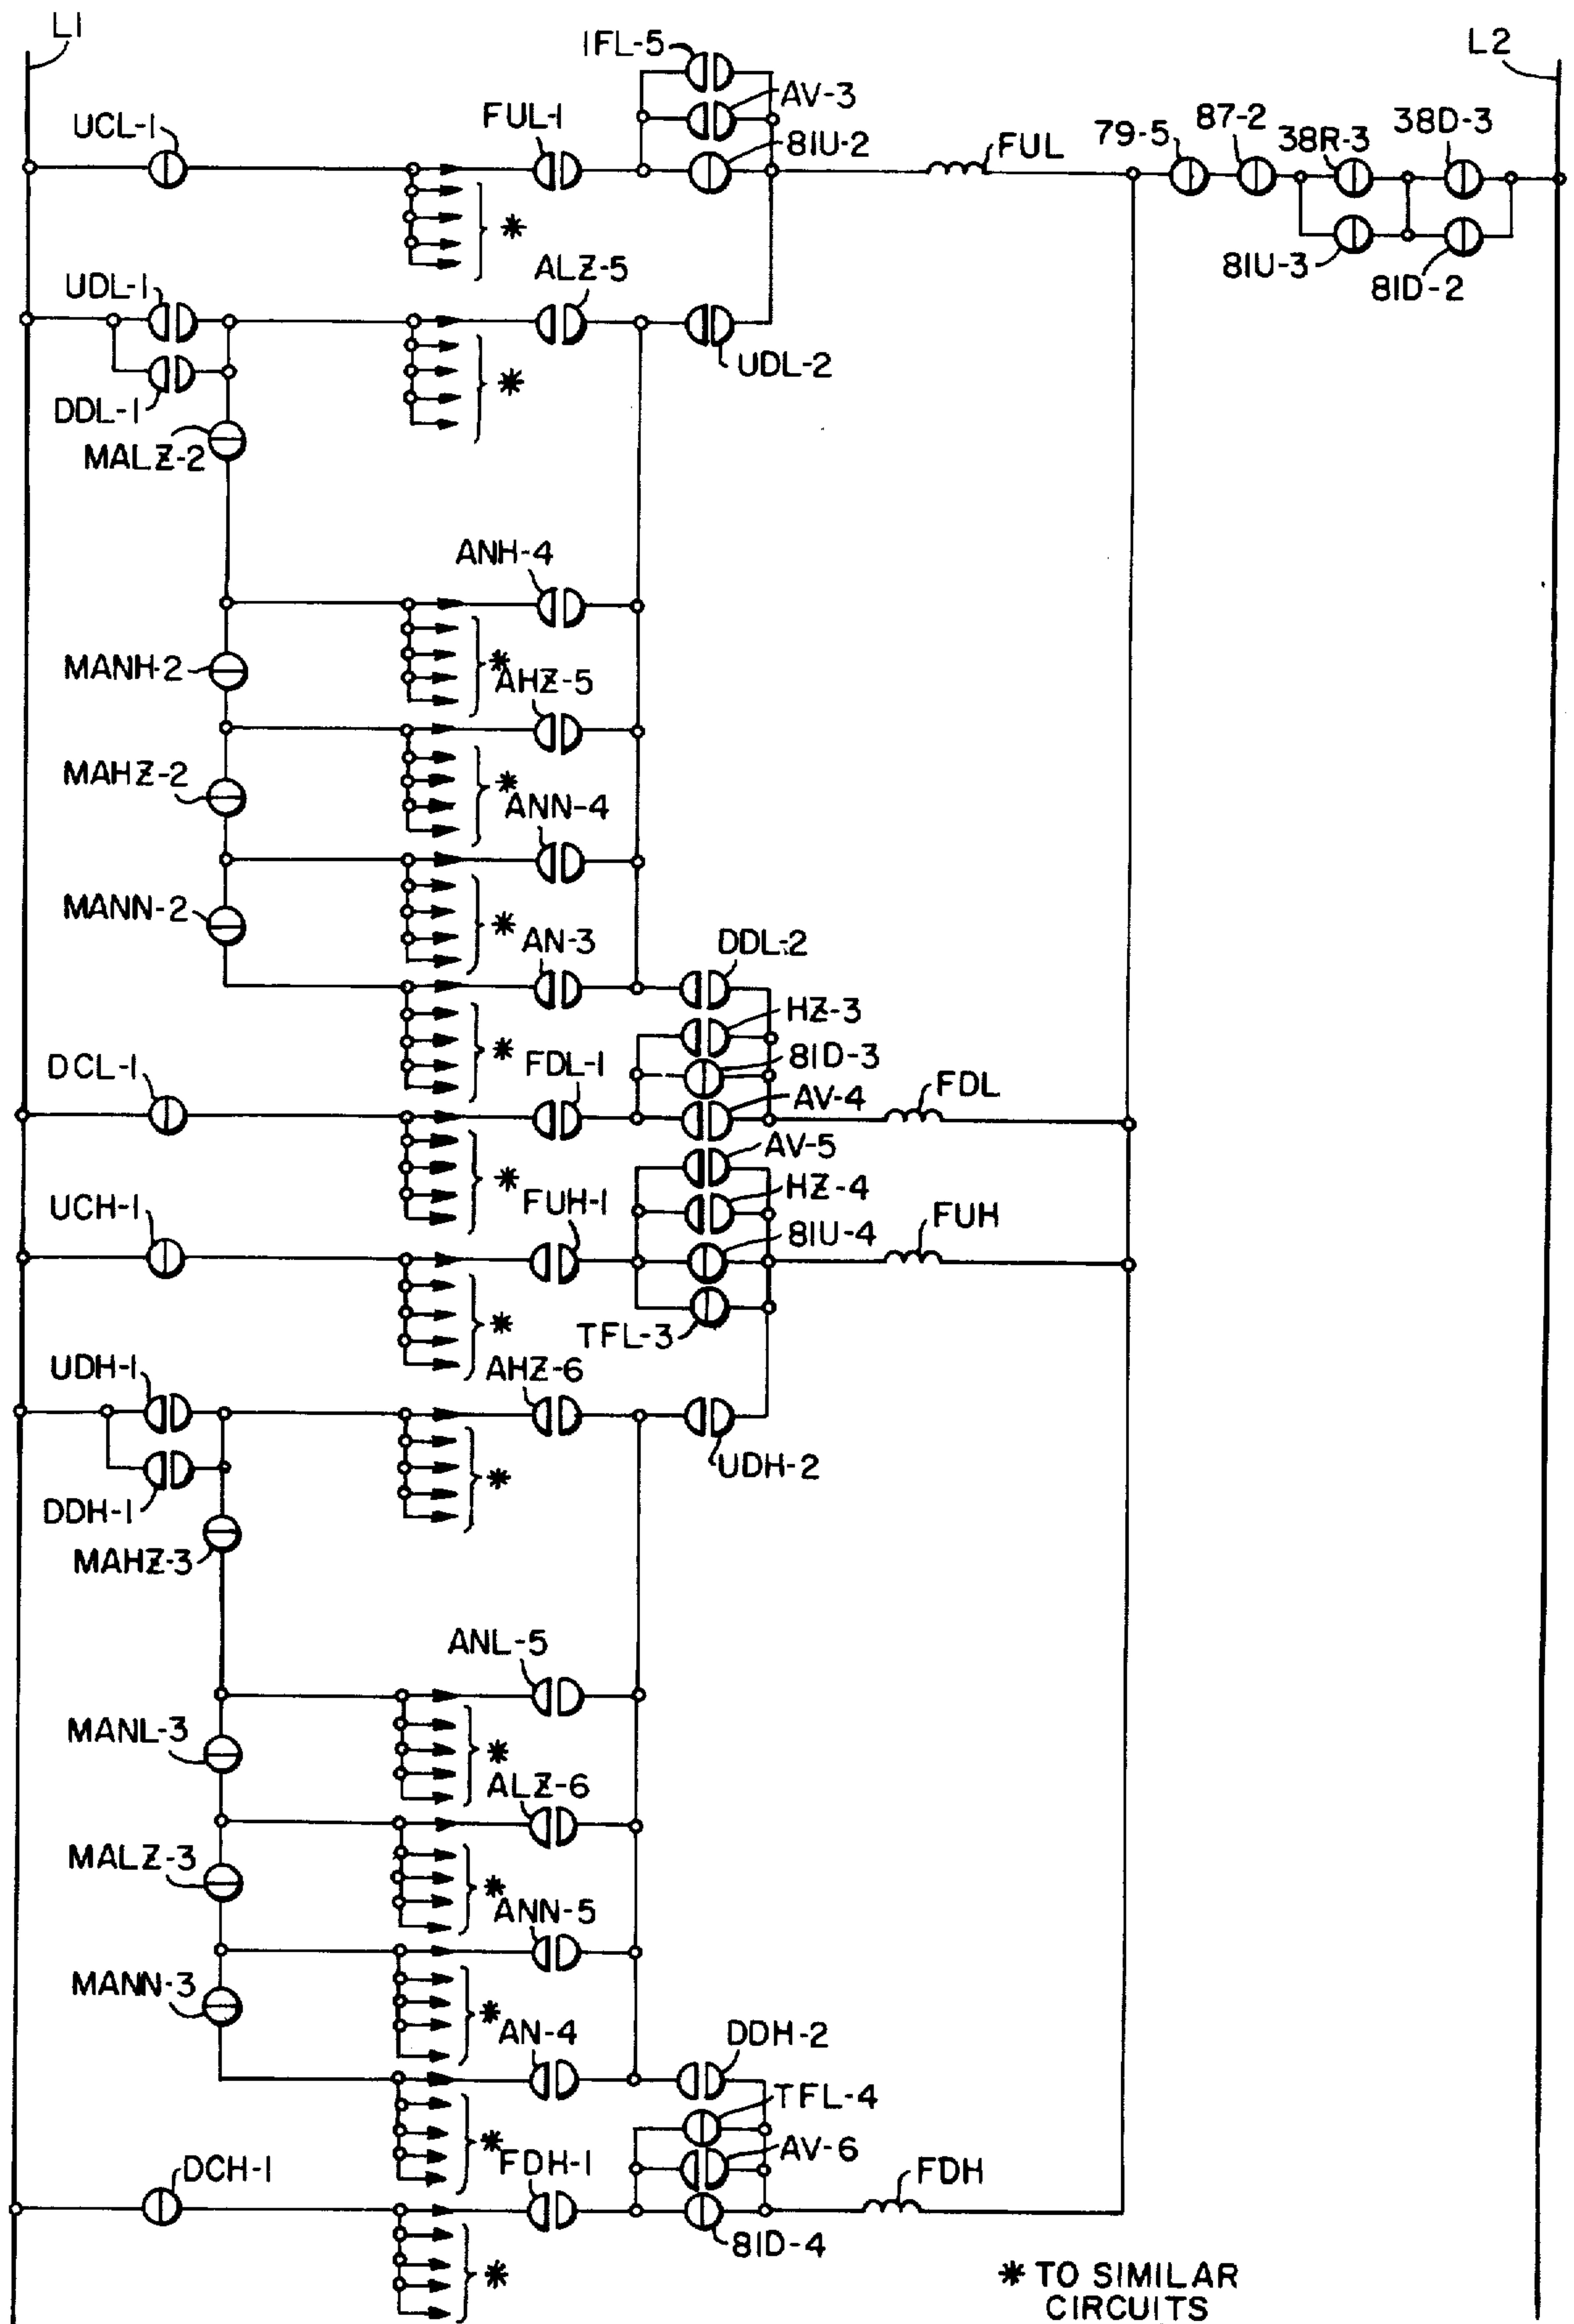 L1
L2
IFL-5
AV-3
UCL-1
FUL-1
81U-2
FUL
79-5
87-2
38R-3
38D-3
*
81U-3
81D-2
UDL-1
ALZ-5
UDL-2
*
DDL-1
MALZ-2
ANH-4
MANH-2
*
AHZ-5
MAHZ-2
*
ANN-4
MANN-2
*
AN-3
DDL-2
HZ-3
DCL-1
*
FDL-1
81D-3
AV-4
FDL
AV-5
*
HZ-4
UCH-1
FUH-1
81U-4
FUH
*
TFL-3
UDH-1
AHZ-6
UDH-2
*
DDH-1
MAHZ-3
ANL-5
MANL-3
*
ALZ-6
MALZ-3
*
ANN-5
MANN-3
*
AN-4
DDH-2
TFL-4
*
DCH-1
FDH-1
AV-6
FDH
81D-4
*
* TO SIMILAR
CIRCUITS